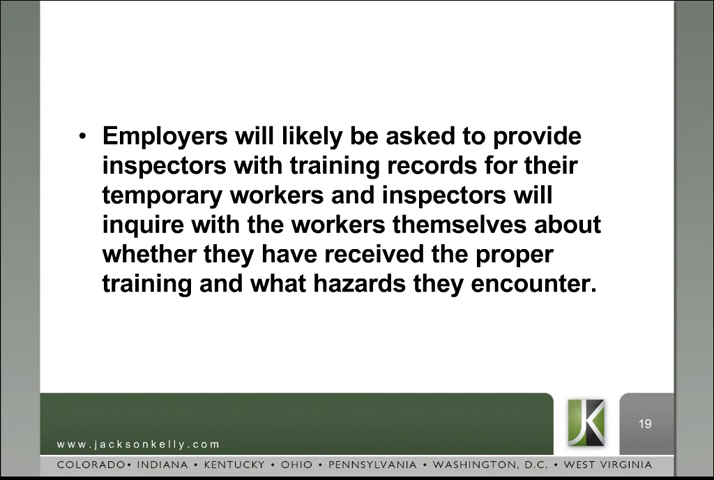 • Employers will likely be asked to provide
inspectors with training records for their
temporary workers and inspectors will
inquire with the workers themselves about
whether they have received the proper
training and what hazards they encounter.
JK
19
www.jacksonkelly.com
COLORADO • INDIANA • KENTUCKY • OHIO • PENNSYLVANIA • WASHINGTON, D.C. • WEST VIRGINIA